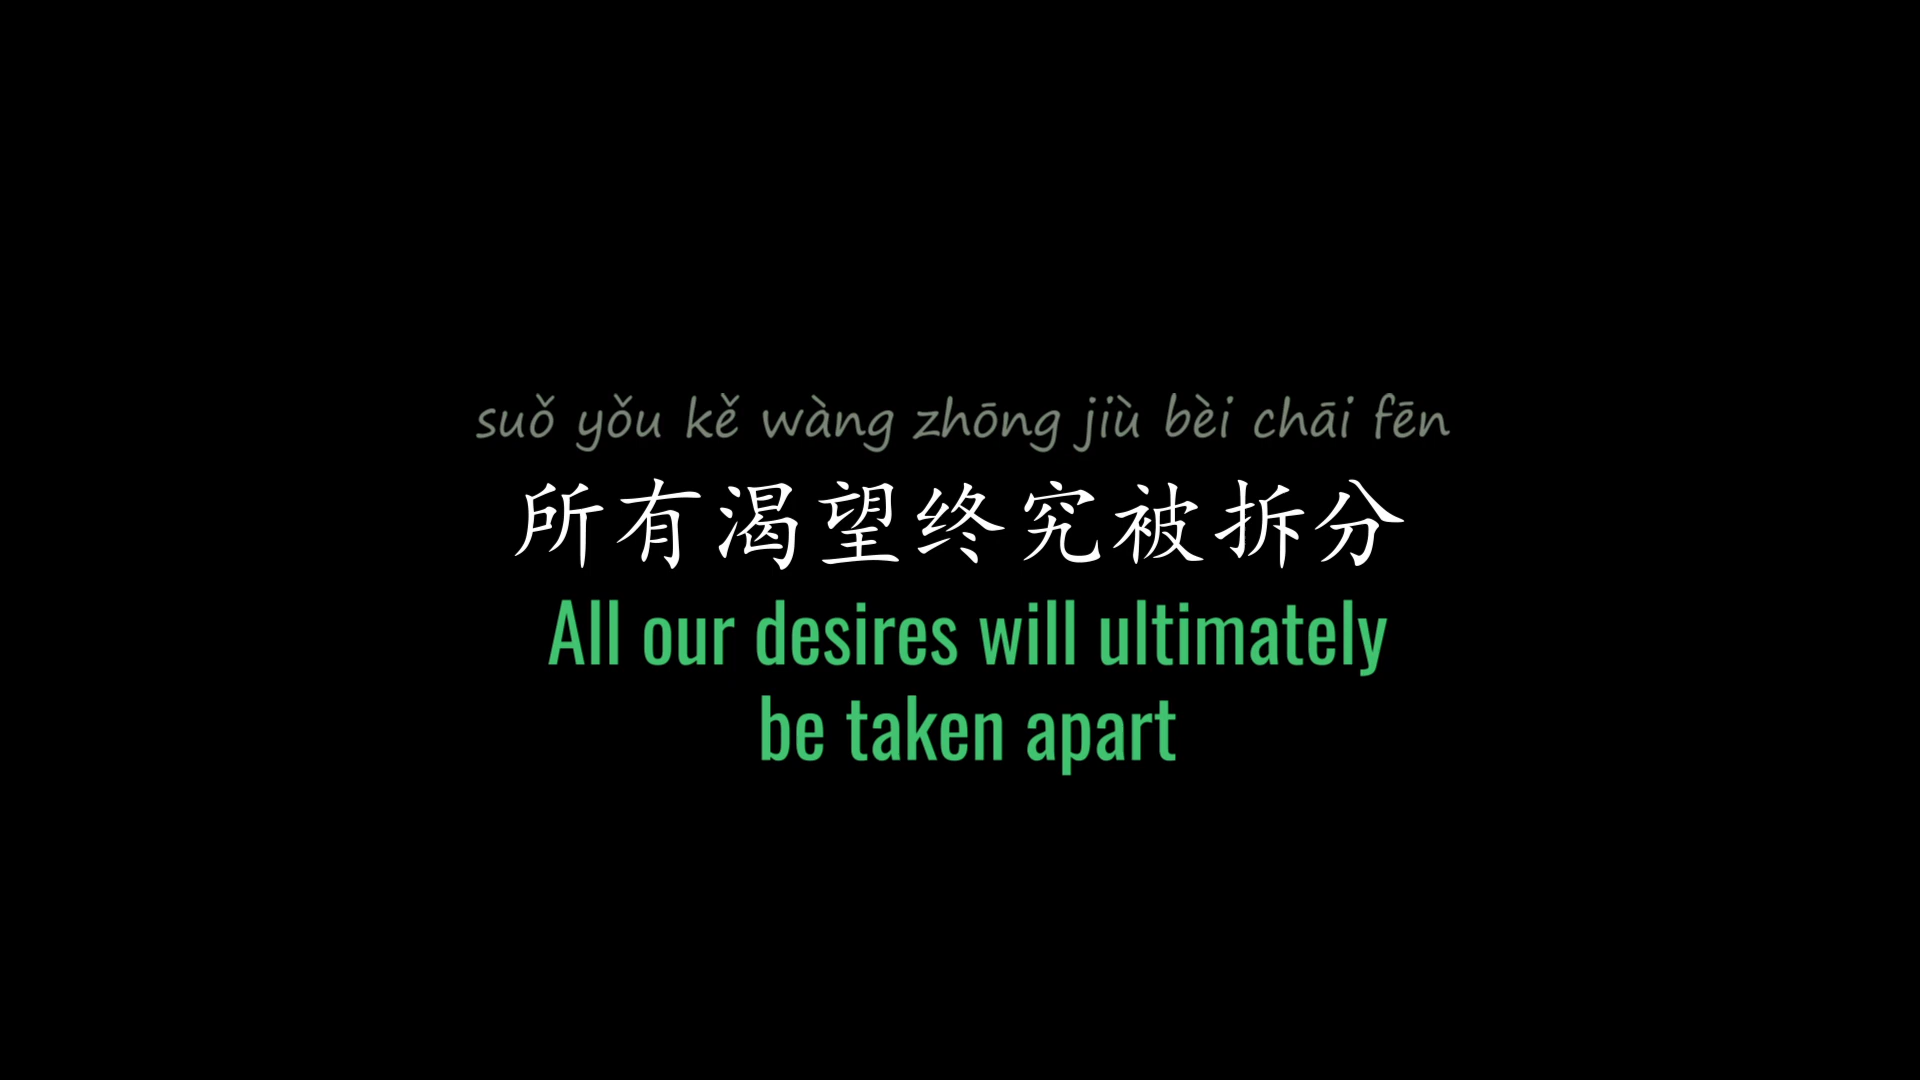 suǒ yǒu kě wàng zhōng jiù bèi chāi fēn
所有渴望终究被拆分
All our desires will ultimately
be taken apart